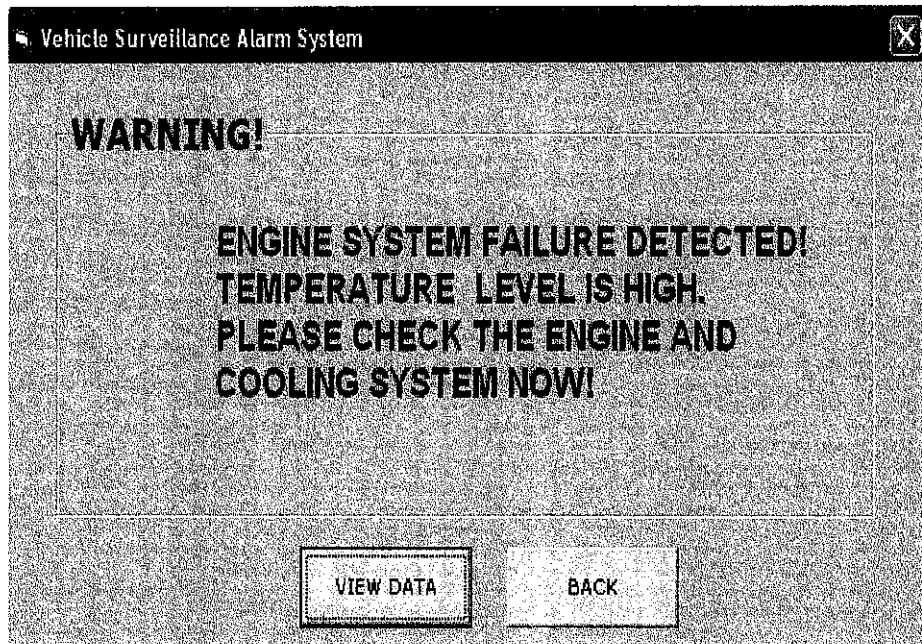 Vehicle Surveillance Alarm System
WARNING!
ENGINE SYSTEM FAILURE DETECTED!
TEMPERATURE LEVEL IS HIGH.
PLEASE CHECK THE ENGINE AND
COOLING SYSTEM NOW!
VIEW DATA
BACK